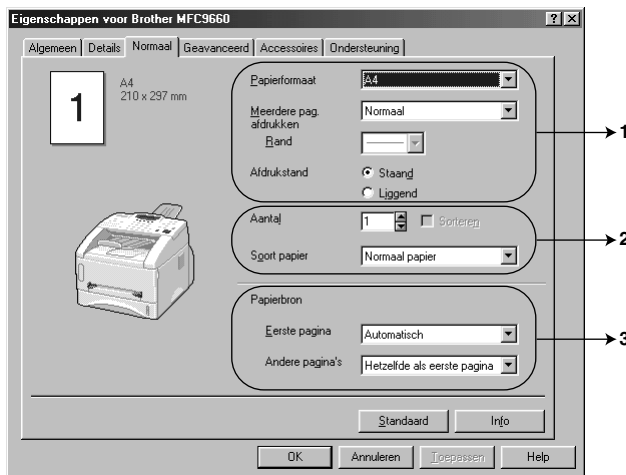 Eigenschappen voor Brother MFC9660
Algemeen Details Normaal Geavanceerd Accessoires Ondersteuning
1
A4
210 x 297 mm
Papierformaat A4
Meerdere pag. afdrukken Normaal
Rand
Afdrukstand Staand
Liggend
1
Aantal 1 Sorteren
Soort papier Normaal papier
2
Papierbron
Eerste pagina Automatisch
Andere pagina's Hetzelfde als eerste pagina
3
Standaard Info
OK Annuleren Toepassen Help